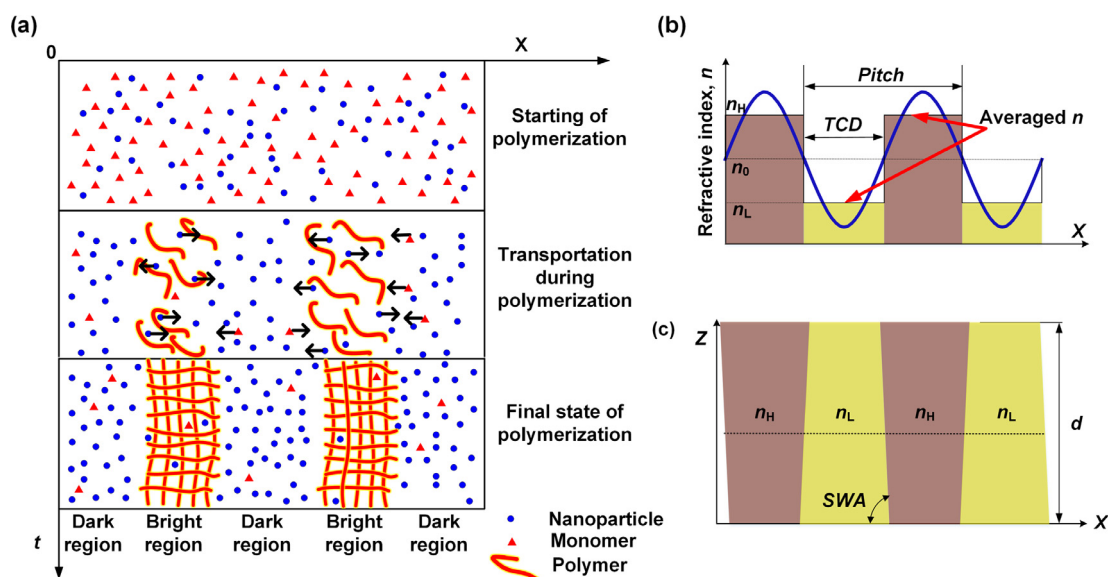 (a)
0
X
Starting of
polymerization
Transportation
during
polymerization
Final state of
polymerization
Dark
region
Bright
region
Dark
region
Bright
region
Dark
region
t
Nanoparticle
Monomer
Polymer
(b)
Refractive index, n
nH
n0
nL
Pitch
TCD
Averaged n
X
(c)
Z
nH
nL
nH
nL
d
SWA
X